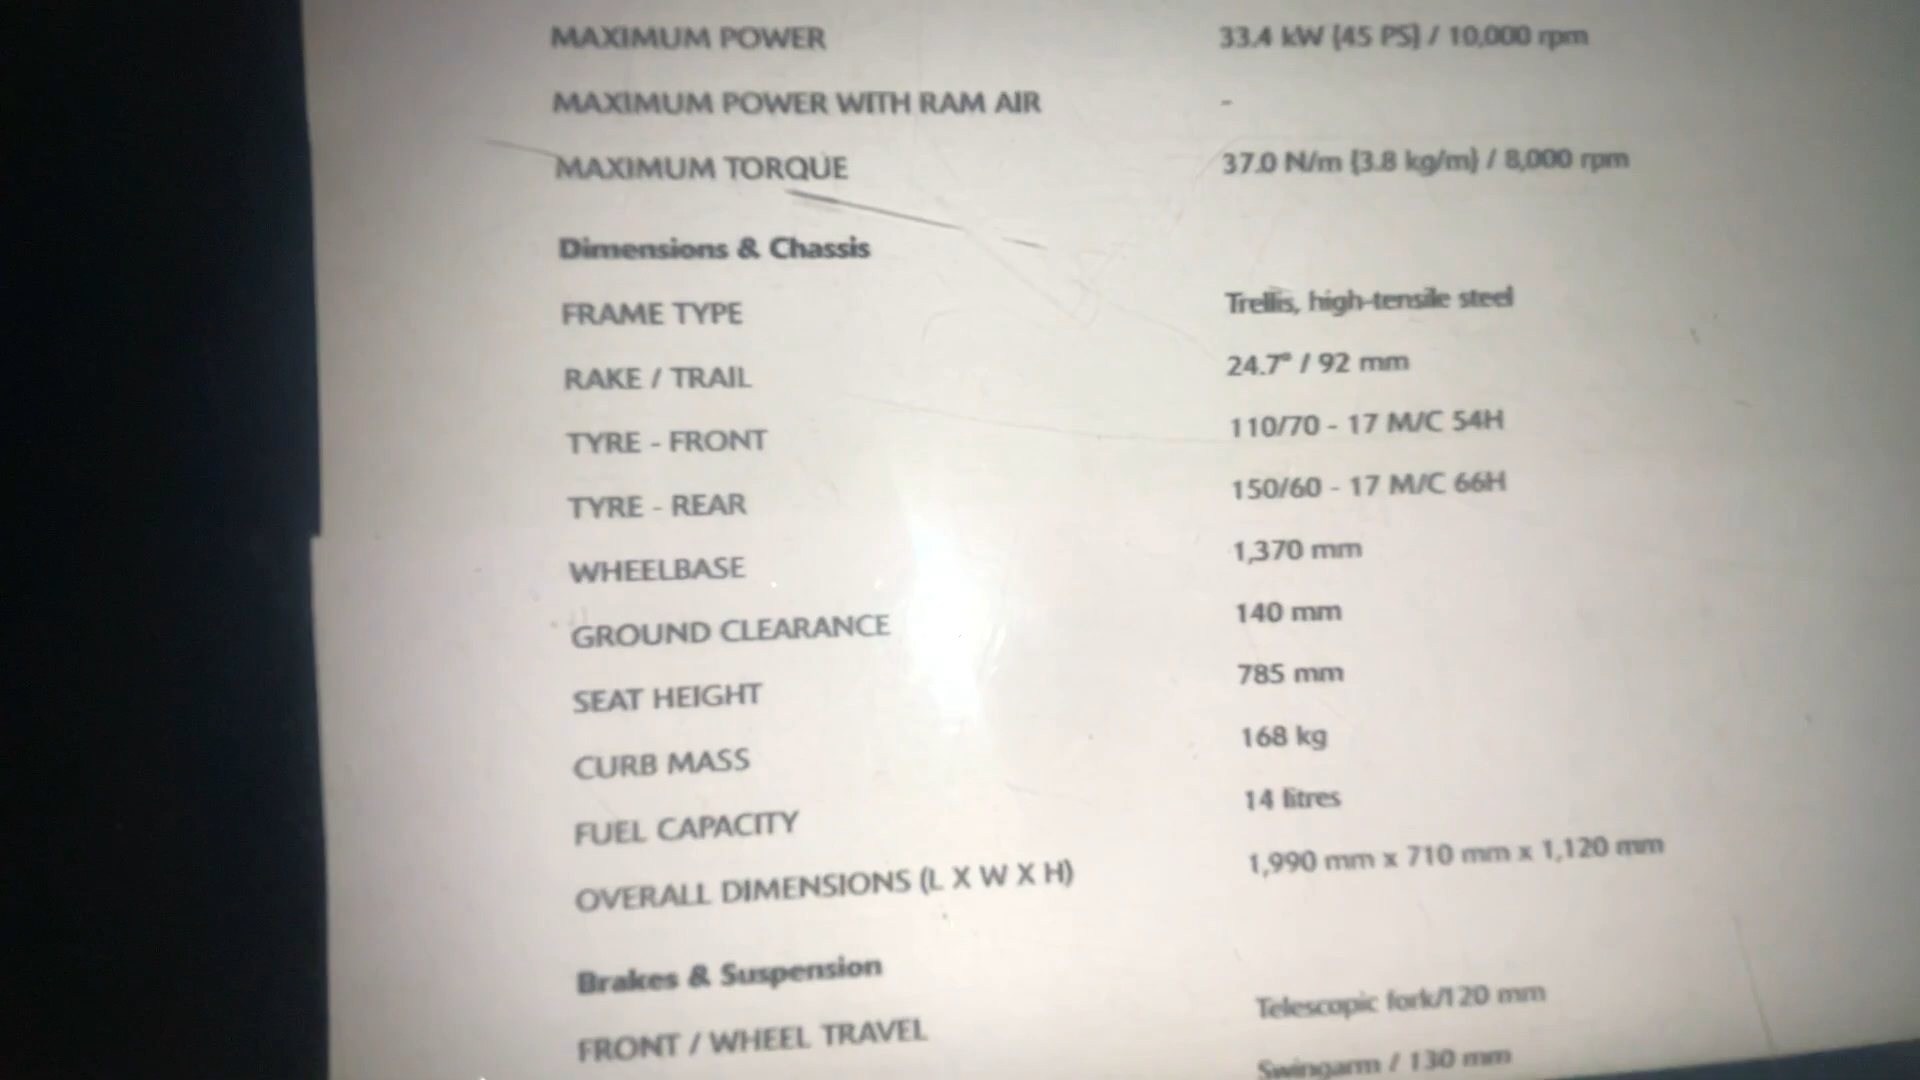 MAXIMUM POWER 33.4 kW {45 PS} / 10,000 rpm
MAXIMUM POWER WITH RAM AIR -
MAXIMUM TORQUE 37.0 N/m {3.8 kg/m} / 8,000 rpm
Dimensions & Chassis
FRAME TYPE Trellis, high-tensile steel
RAKE / TRAIL 24.7° / 92 mm
TYRE - FRONT 110/70 - 17 M/C 54H
TYRE - REAR 150/60 - 17 M/C 66H
WHEELBASE 1,370 mm
GROUND CLEARANCE 140 mm
SEAT HEIGHT 785 mm
CURB MASS 168 kg
FUEL CAPACITY 14 litres
OVERALL DIMENSIONS (L X W X H) 1,990 mm x 710 mm x 1,120 mm
Brakes & Suspension
FRONT / WHEEL TRAVEL Telescopic fork/120 mm
Swingarm / 130 mm